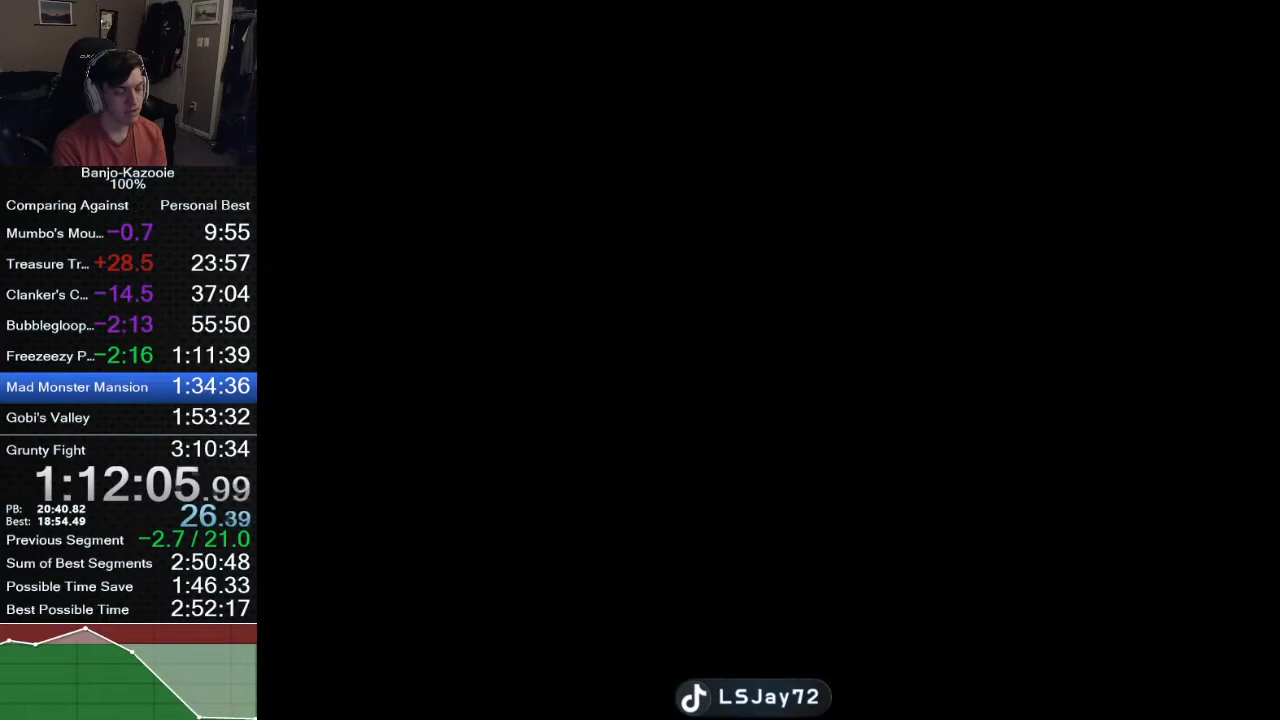 Banjo-Kazooie
100%
Comparing Against Personal Best
Mumbo's Mou... −0.7 9:55
Treasure Tr... +28.5 23:57
Clanker's C... −14.5 37:04
Bubblegloop... −2:13 55:50
Freezeezy P... −2:16 1:11:39
Mad Monster Mansion 1:34:36
Gobi's Valley 1:53:32
Grunty Fight 3:10:34
1:12:05.99
PB: 20:40.82
Best: 18:54.49
26.39
Previous Segment −2.7 / 21.0
Sum of Best Segments 2:50:48
Possible Time Save 1:46.33
Best Possible Time 2:52:17
LSJay72